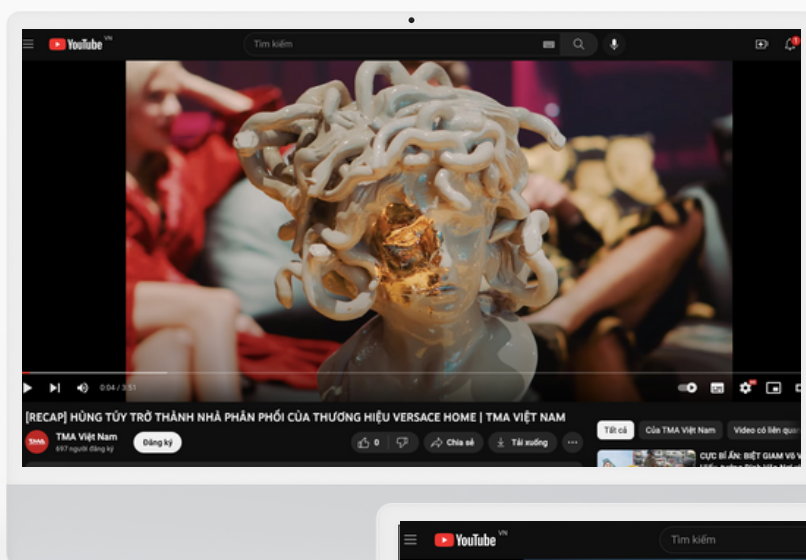 YouTube VN
Tìm kiếm
1
0:04 / 3:51
[RECAP] HÙNG TÚY TRỞ THÀNH NHÀ PHÂN PHỐI CỦA THƯƠNG HIỆU VERSACE HOME | TMA VIỆT NAM
TMA
TMA Việt Nam
697 người đăng ký
Đăng ký
0
Chia sẻ
Tải xuống
Tất cả
Của TMA Việt Nam
Video có liên quan
CỰC BÍ ẨN: BIỆT GIAM Võ V
YouTube VN
Tìm kiếm